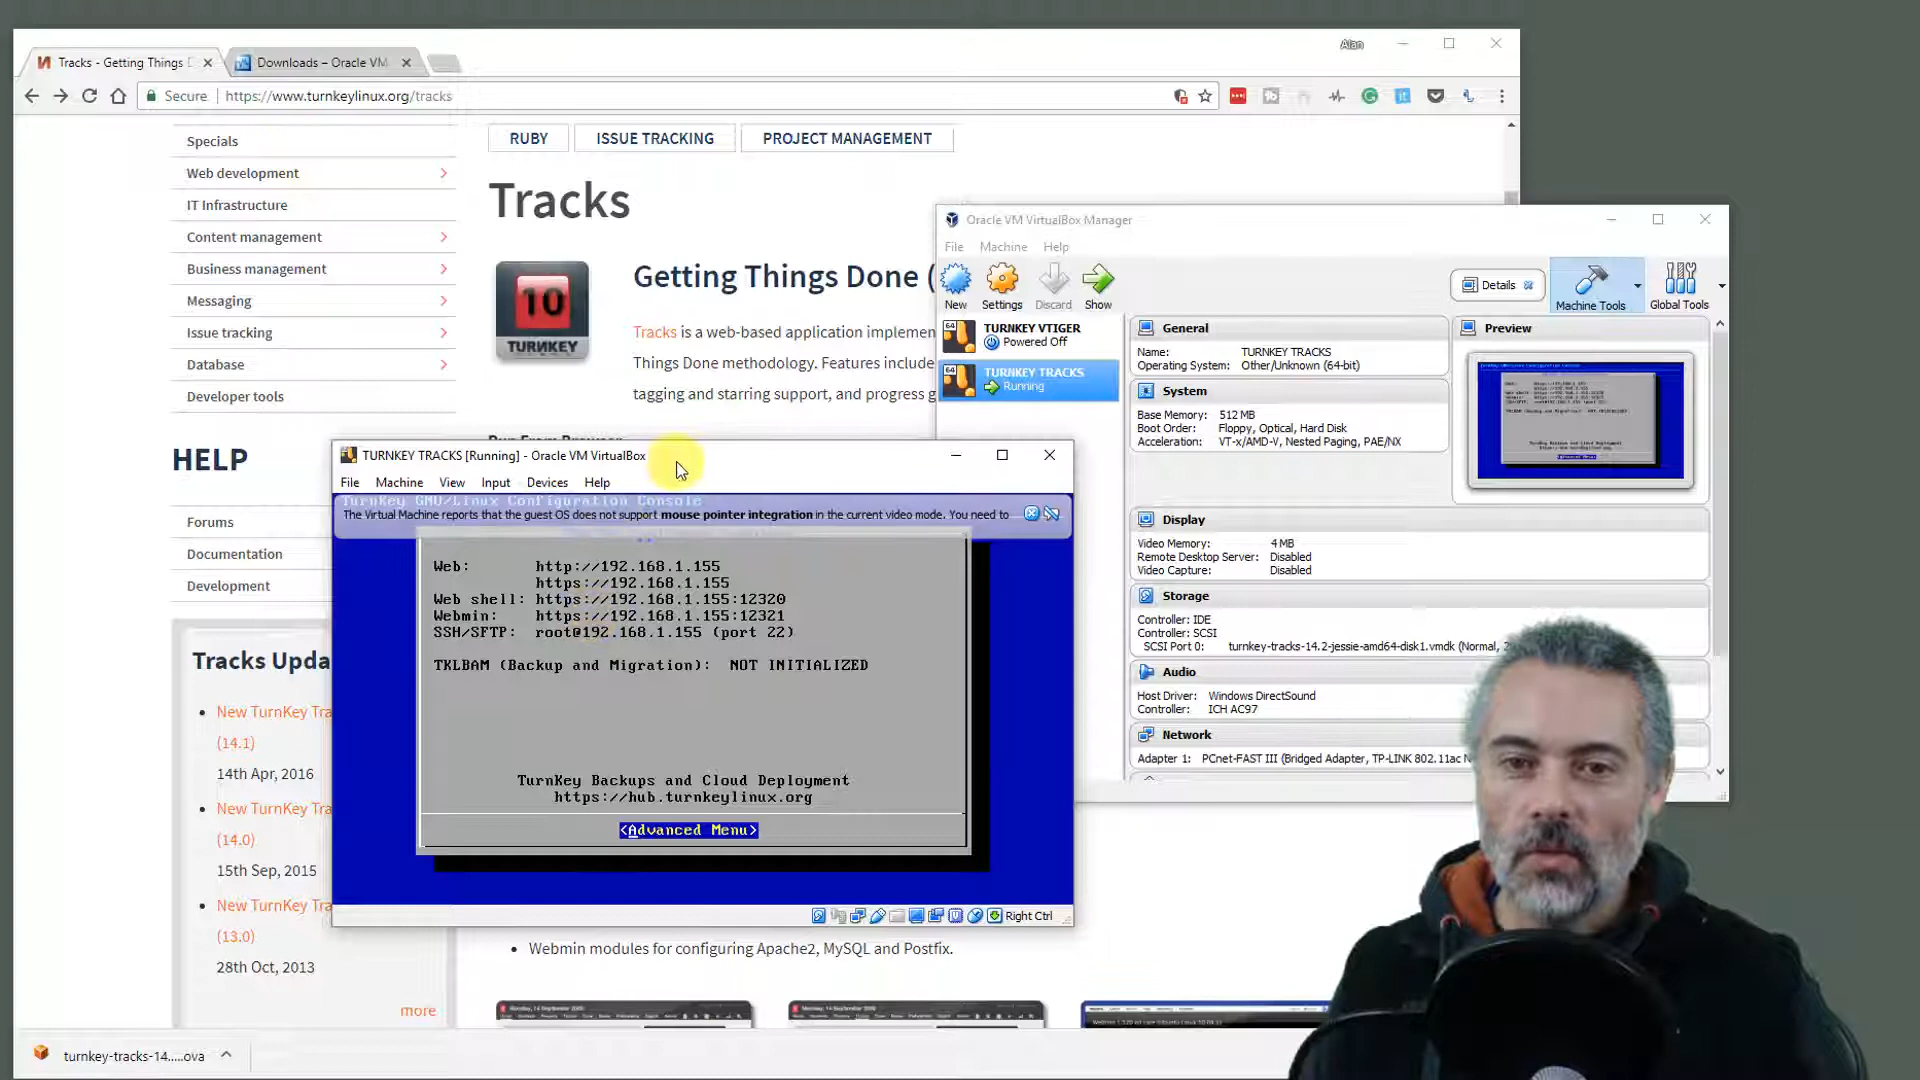 Alan
Tracks - Getting Things
Downloads – Oracle VM
Secure
https://www.turnkeylinux.org/tracks
Specials
Web development
IT Infrastructure
Content management
Business management
Messaging
Issue tracking
Database
Developer tools
HELP
Forums
Documentation
Development
Tracks Upda
New TurnKey Tra
(14.1)
14th Apr, 2016
New TurnKey Tra
(14.0)
15th Sep, 2015
New TurnKey Tra
(13.0)
28th Oct, 2013
more
turnkey-tracks-14.....ova
RUBY
ISSUE TRACKING
PROJECT MANAGEMENT
Tracks
10
TURNKEY
Getting Things Done (
Tracks is a web-based application implemen
Things Done methodology. Features include
tagging and starring support, and progress g
Webmin modules for configuring Apache2, MySQL and Postfix.
TURNKEY TRACKS [Running] - Oracle VM VirtualBox
File Machine View Input Devices Help
TurnKey GNU/Linux Configuration Console
The Virtual Machine reports that the guest OS does not support mouse pointer integration in the current video mode. You need to
Web: http://192.168.1.155
https://192.168.1.155
Web shell: https://192.168.1.155:12320
Webmin: https://192.168.1.155:12321
SSH/SFTP: root@192.168.1.155 (port 22)
TKLBAM (Backup and Migration): NOT INITIALIZED
TurnKey Backups and Cloud Deployment
https://hub.turnkeylinux.org
<Advanced Menu>
Right Ctrl
Oracle VM VirtualBox Manager
File Machine Help
New Settings Discard Show
Details
Machine Tools
Global Tools
64
TURNKEY VTIGER
Powered Off
64
TURNKEY TRACKS
Running
General
Name: TURNKEY TRACKS
Operating System: Other/Unknown (64-bit)
System
Base Memory: 512 MB
Boot Order: Floppy, Optical, Hard Disk
Acceleration: VT-x/AMD-V, Nested Paging, PAE/NX
Preview
Display
Video Memory: 4 MB
Remote Desktop Server: Disabled
Video Capture: Disabled
Storage
Controller: IDE
Controller: SCSI
SCSI Port 0: turnkey-tracks-14.2-jessie-amd64-disk1.vmdk (Normal, 2
Audio
Host Driver: Windows DirectSound
Controller: ICH AC97
Network
Adapter 1: PCnet-FAST III (Bridged Adapter, TP-LINK 802.11ac N